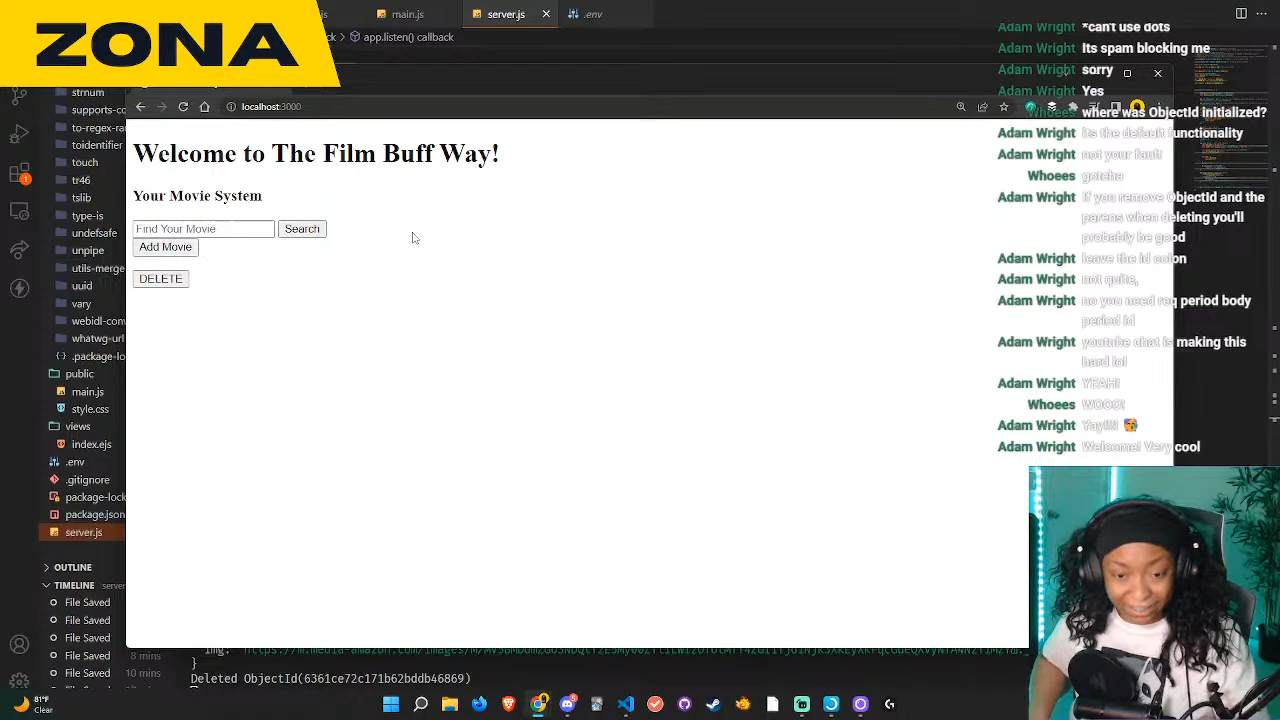 ZONA
js
main.js
server.js
.env
ck > app.listen() callback
localhost:3000
strnum
supports-color
to-regex-rar
touch
tr46
tslib
type-is
undefsafe
unpipe
utils-merge
uuid
vary
webidl-conv
whatwg-url
.package-lo
public
main.js
style.css
views
index.ejs
.env
.gitignore
package-lock
package.json
server.js
OUTLINE
TIMELINE server
File Saved
File Saved
File Saved
File Saved 8 mins
File Saved 10 mins
1
Welcome to The Film Buff Way!
Your Movie System
Find Your Movie
Search
Add Movie
DELETE
Adam Wright *can't use dots
Adam Wright Its spam blocking me
Adam Wright sorry
Adam Wright Yes
Whoees where was ObjectId initialized?
Adam Wright Its the default functionality
Adam Wright not your fault
Whoees gotcha
Adam Wright If you remove ObjectId and the
parens when deleting you'll
probably be good
Adam Wright leave the id colon
Adam Wright not quite,
Adam Wright no you need req period body
period id
Adam Wright youtube chat is making this
hard lol
Adam Wright YEAH!
Whoees WOOO!
Adam Wright Yay!!!! 🥳
Adam Wright Welcome! Very cool
}
Deleted ObjectId(6361ce72c171b62bddb46869)
Clear